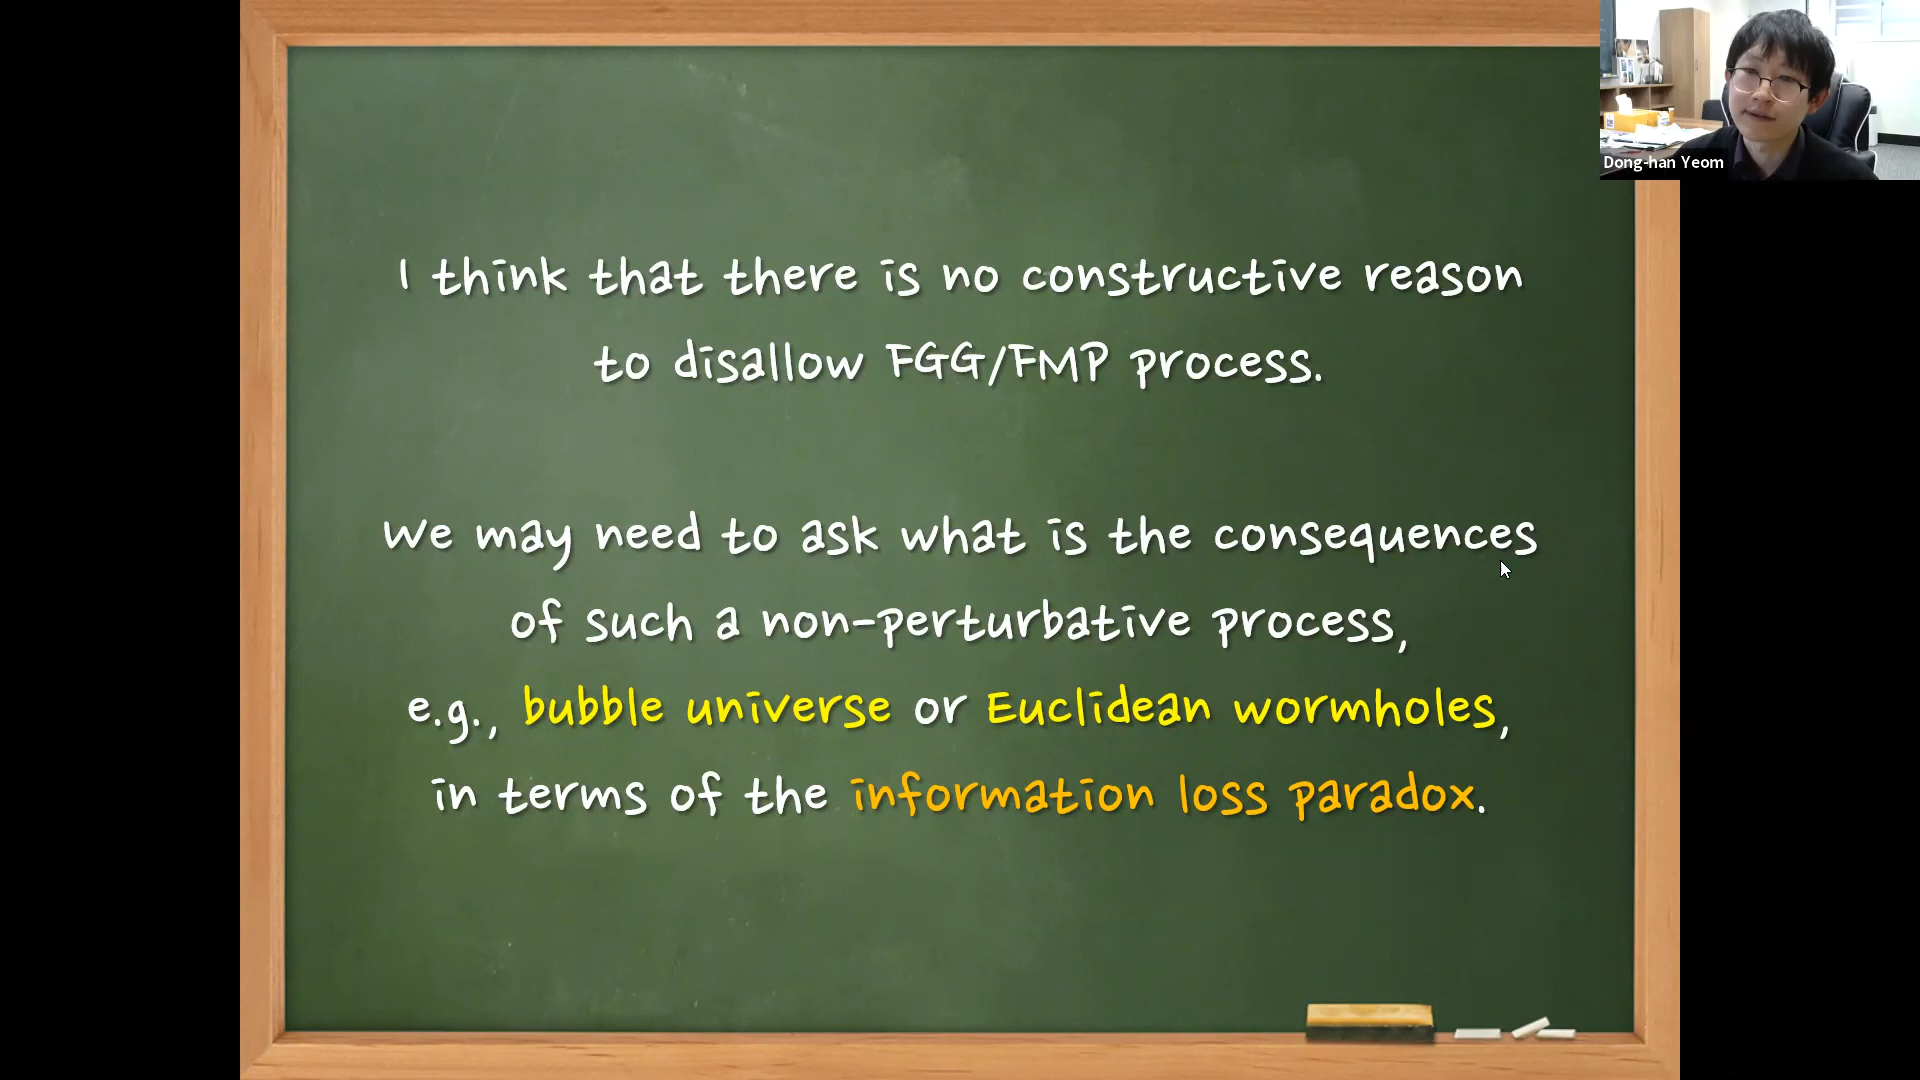 I think that there is no constructive reason
to disallow FGG/FMP process.
We may need to ask what is the consequences
of such a non-perturbative process,
e.g., bubble universe or Euclidean wormholes,
in terms of the information loss paradox.
Dong-han Yeom